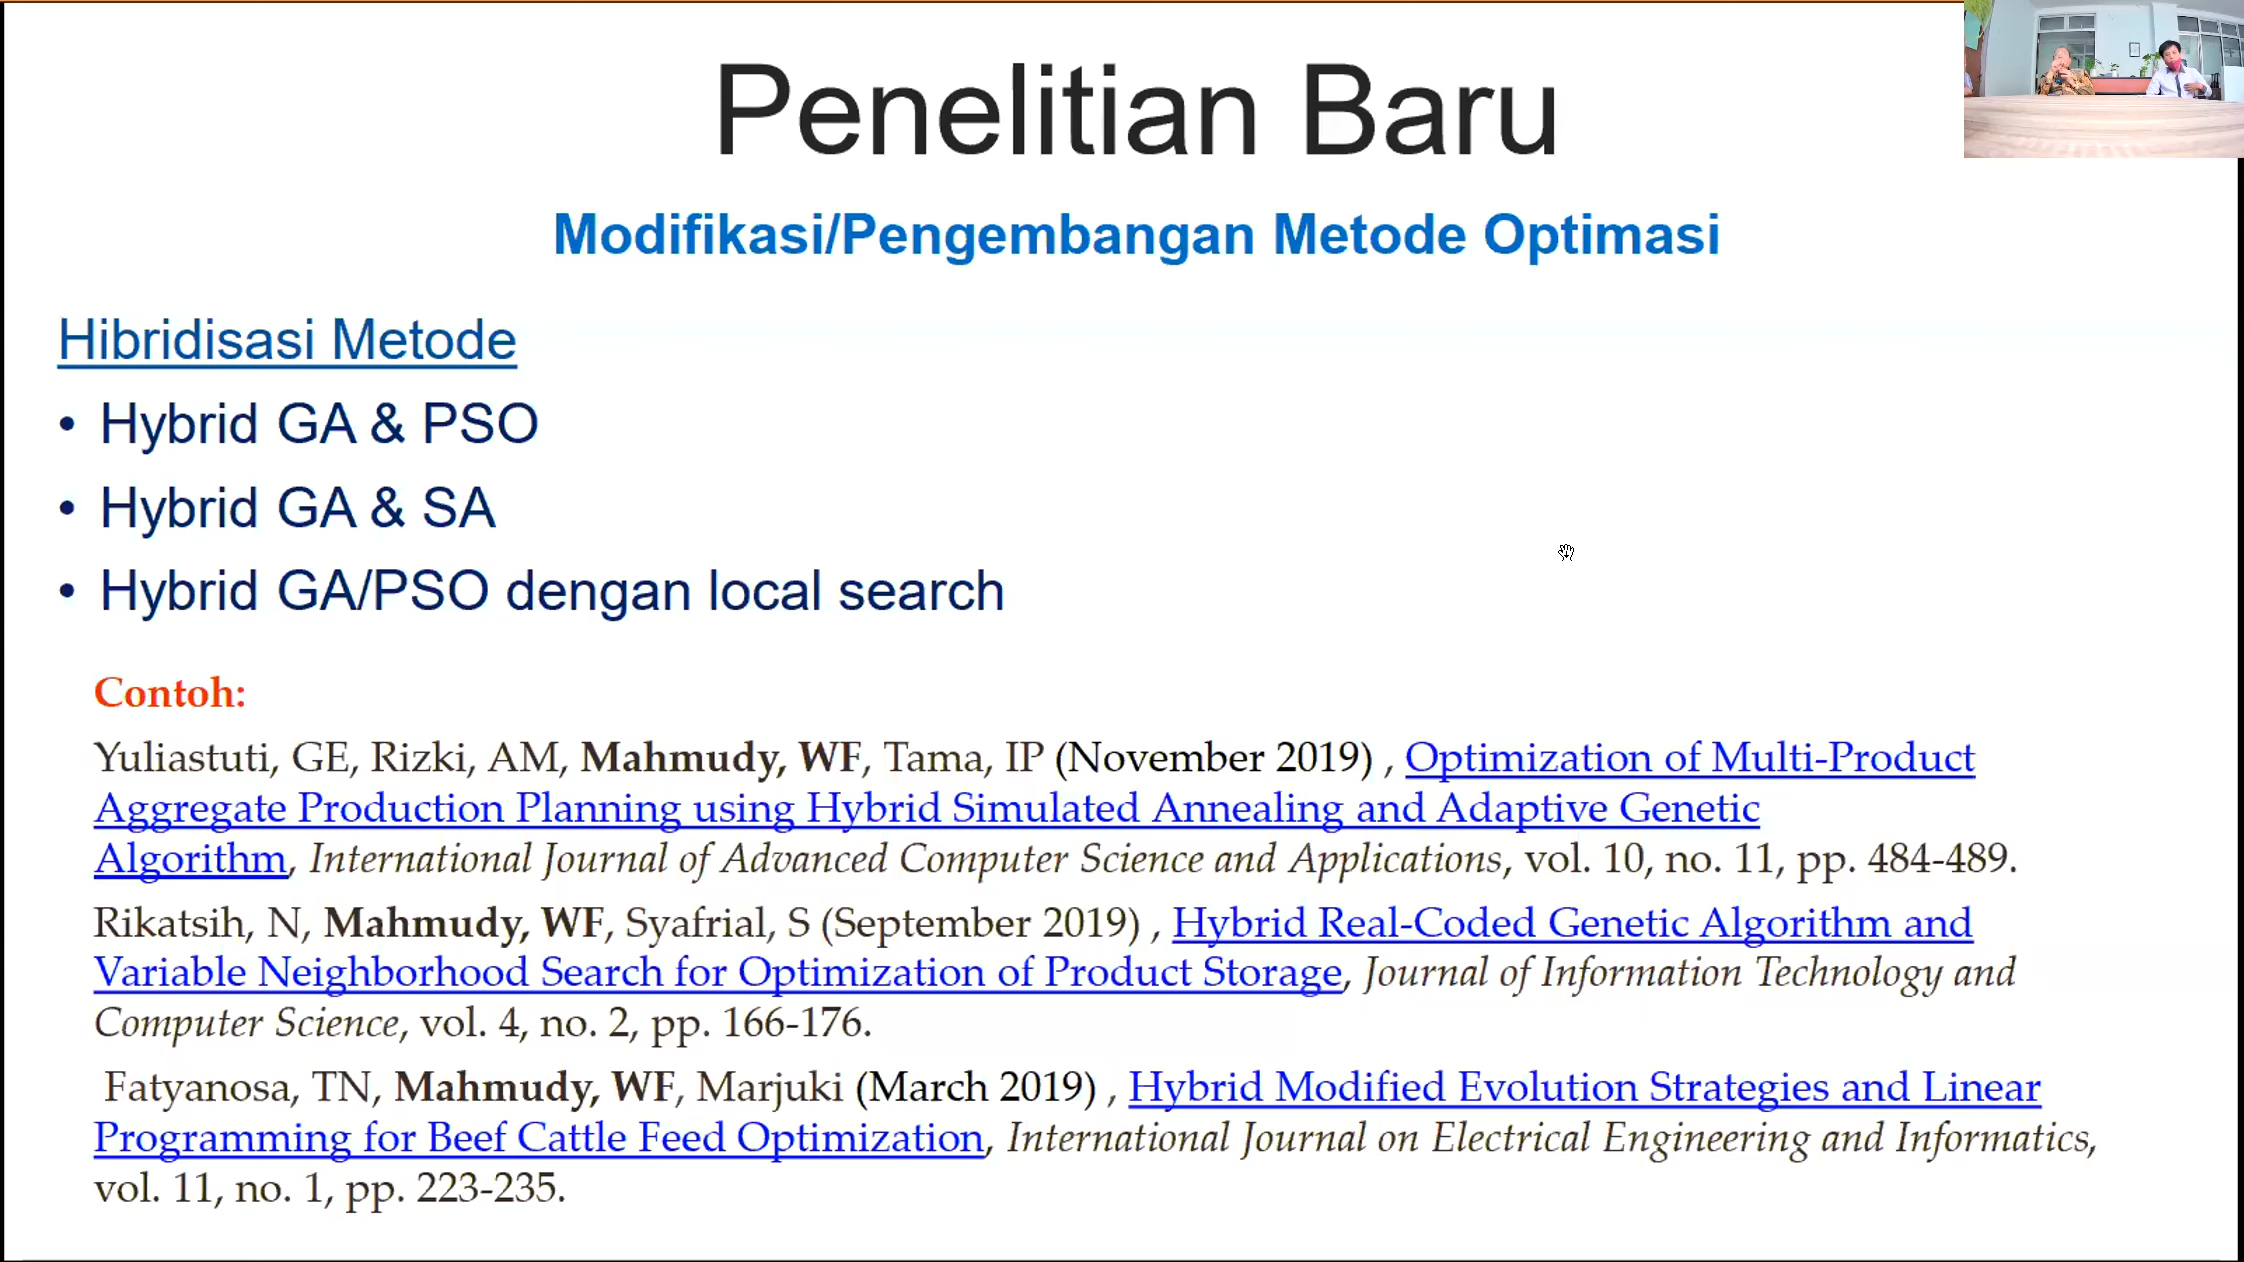 Penelitian Baru
Modifikasi/Pengembangan Metode Optimasi
Hibridisasi Metode
• Hybrid GA & PSO
• Hybrid GA & SA
• Hybrid GA/PSO dengan local search
Contoh:
Yuliastuti, GE, Rizki, AM, Mahmudy, WF, Tama, IP (November 2019) , Optimization of Multi-Product
Aggregate Production Planning using Hybrid Simulated Annealing and Adaptive Genetic
Algorithm, International Journal of Advanced Computer Science and Applications, vol. 10, no. 11, pp. 484-489.
Rikatsih, N, Mahmudy, WF, Syafrial, S (September 2019) , Hybrid Real-Coded Genetic Algorithm and
Variable Neighborhood Search for Optimization of Product Storage, Journal of Information Technology and
Computer Science, vol. 4, no. 2, pp. 166-176.
Fatyanosa, TN, Mahmudy, WF, Marjuki (March 2019) , Hybrid Modified Evolution Strategies and Linear
Programming for Beef Cattle Feed Optimization, International Journal on Electrical Engineering and Informatics,
vol. 11, no. 1, pp. 223-235.